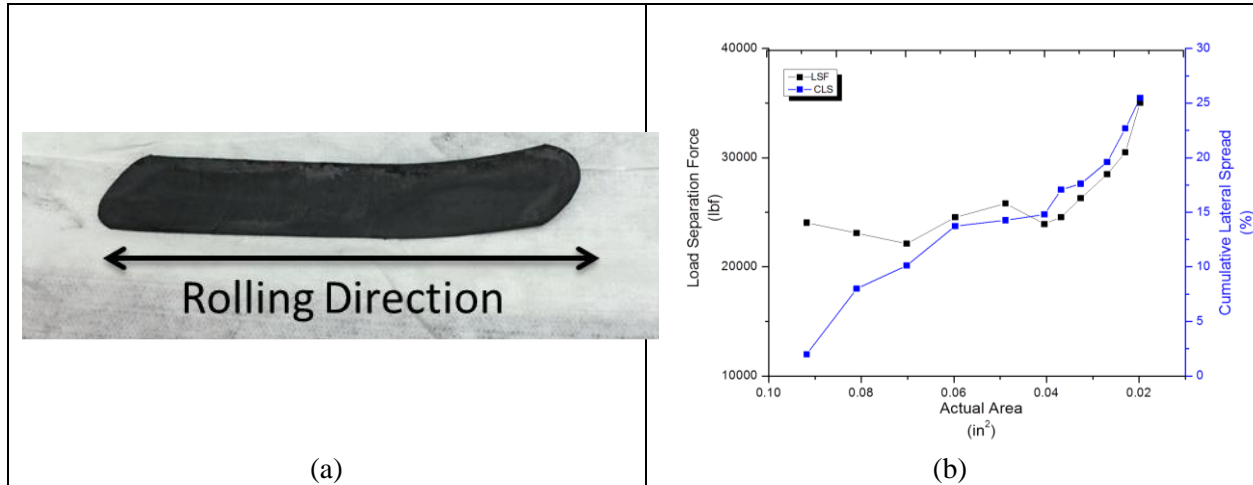 Rolling Direction
(a)
40000
30000
20000
10000
Load Separation Force
(lbf)
LSF
CLS
30
25
20
15
10
5
0
Cumulative Lateral Spread
(%)
0.10
0.08
0.06
0.04
0.02
Actual Area
(in²)
(b)